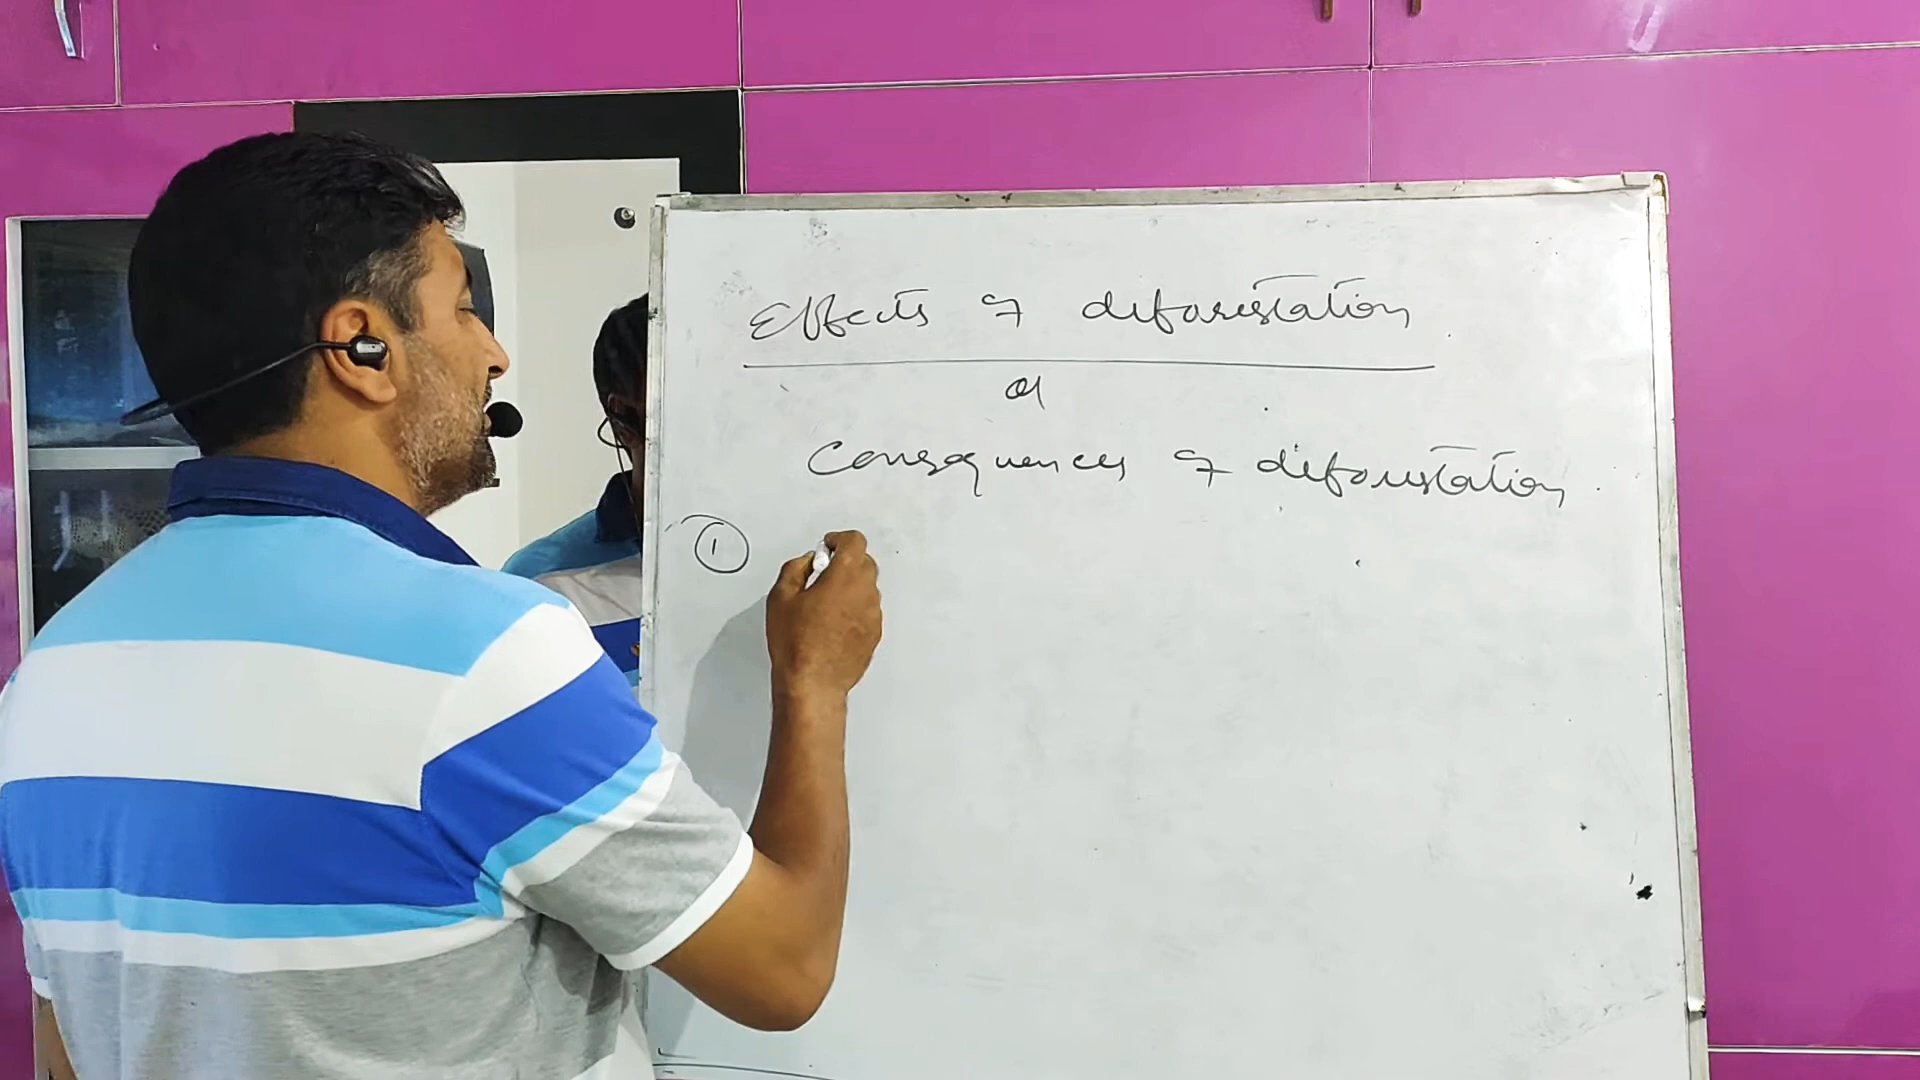 Effects of deforestation
or
Consequences of deforestation
①